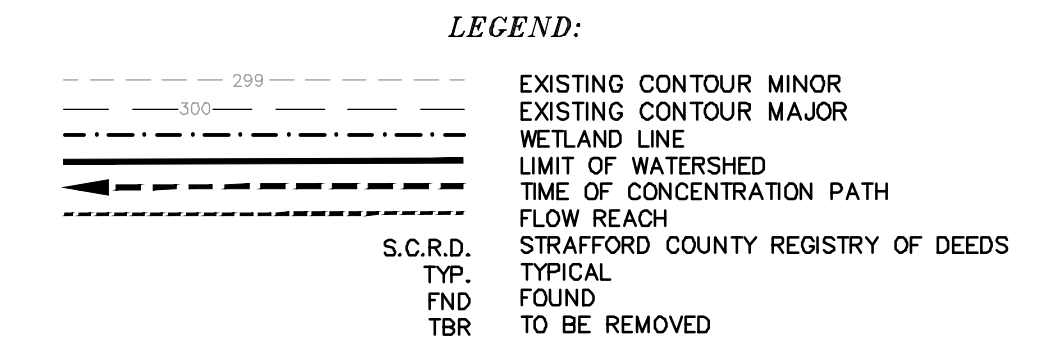 LEGEND:
299 EXISTING CONTOUR MINOR
300 EXISTING CONTOUR MAJOR
WETLAND LINE
LIMIT OF WATERSHED
TIME OF CONCENTRATION PATH
FLOW REACH
S.C.R.D. STRAFFORD COUNTY REGISTRY OF DEEDS
TYP. TYPICAL
FND FOUND
TBR TO BE REMOVED